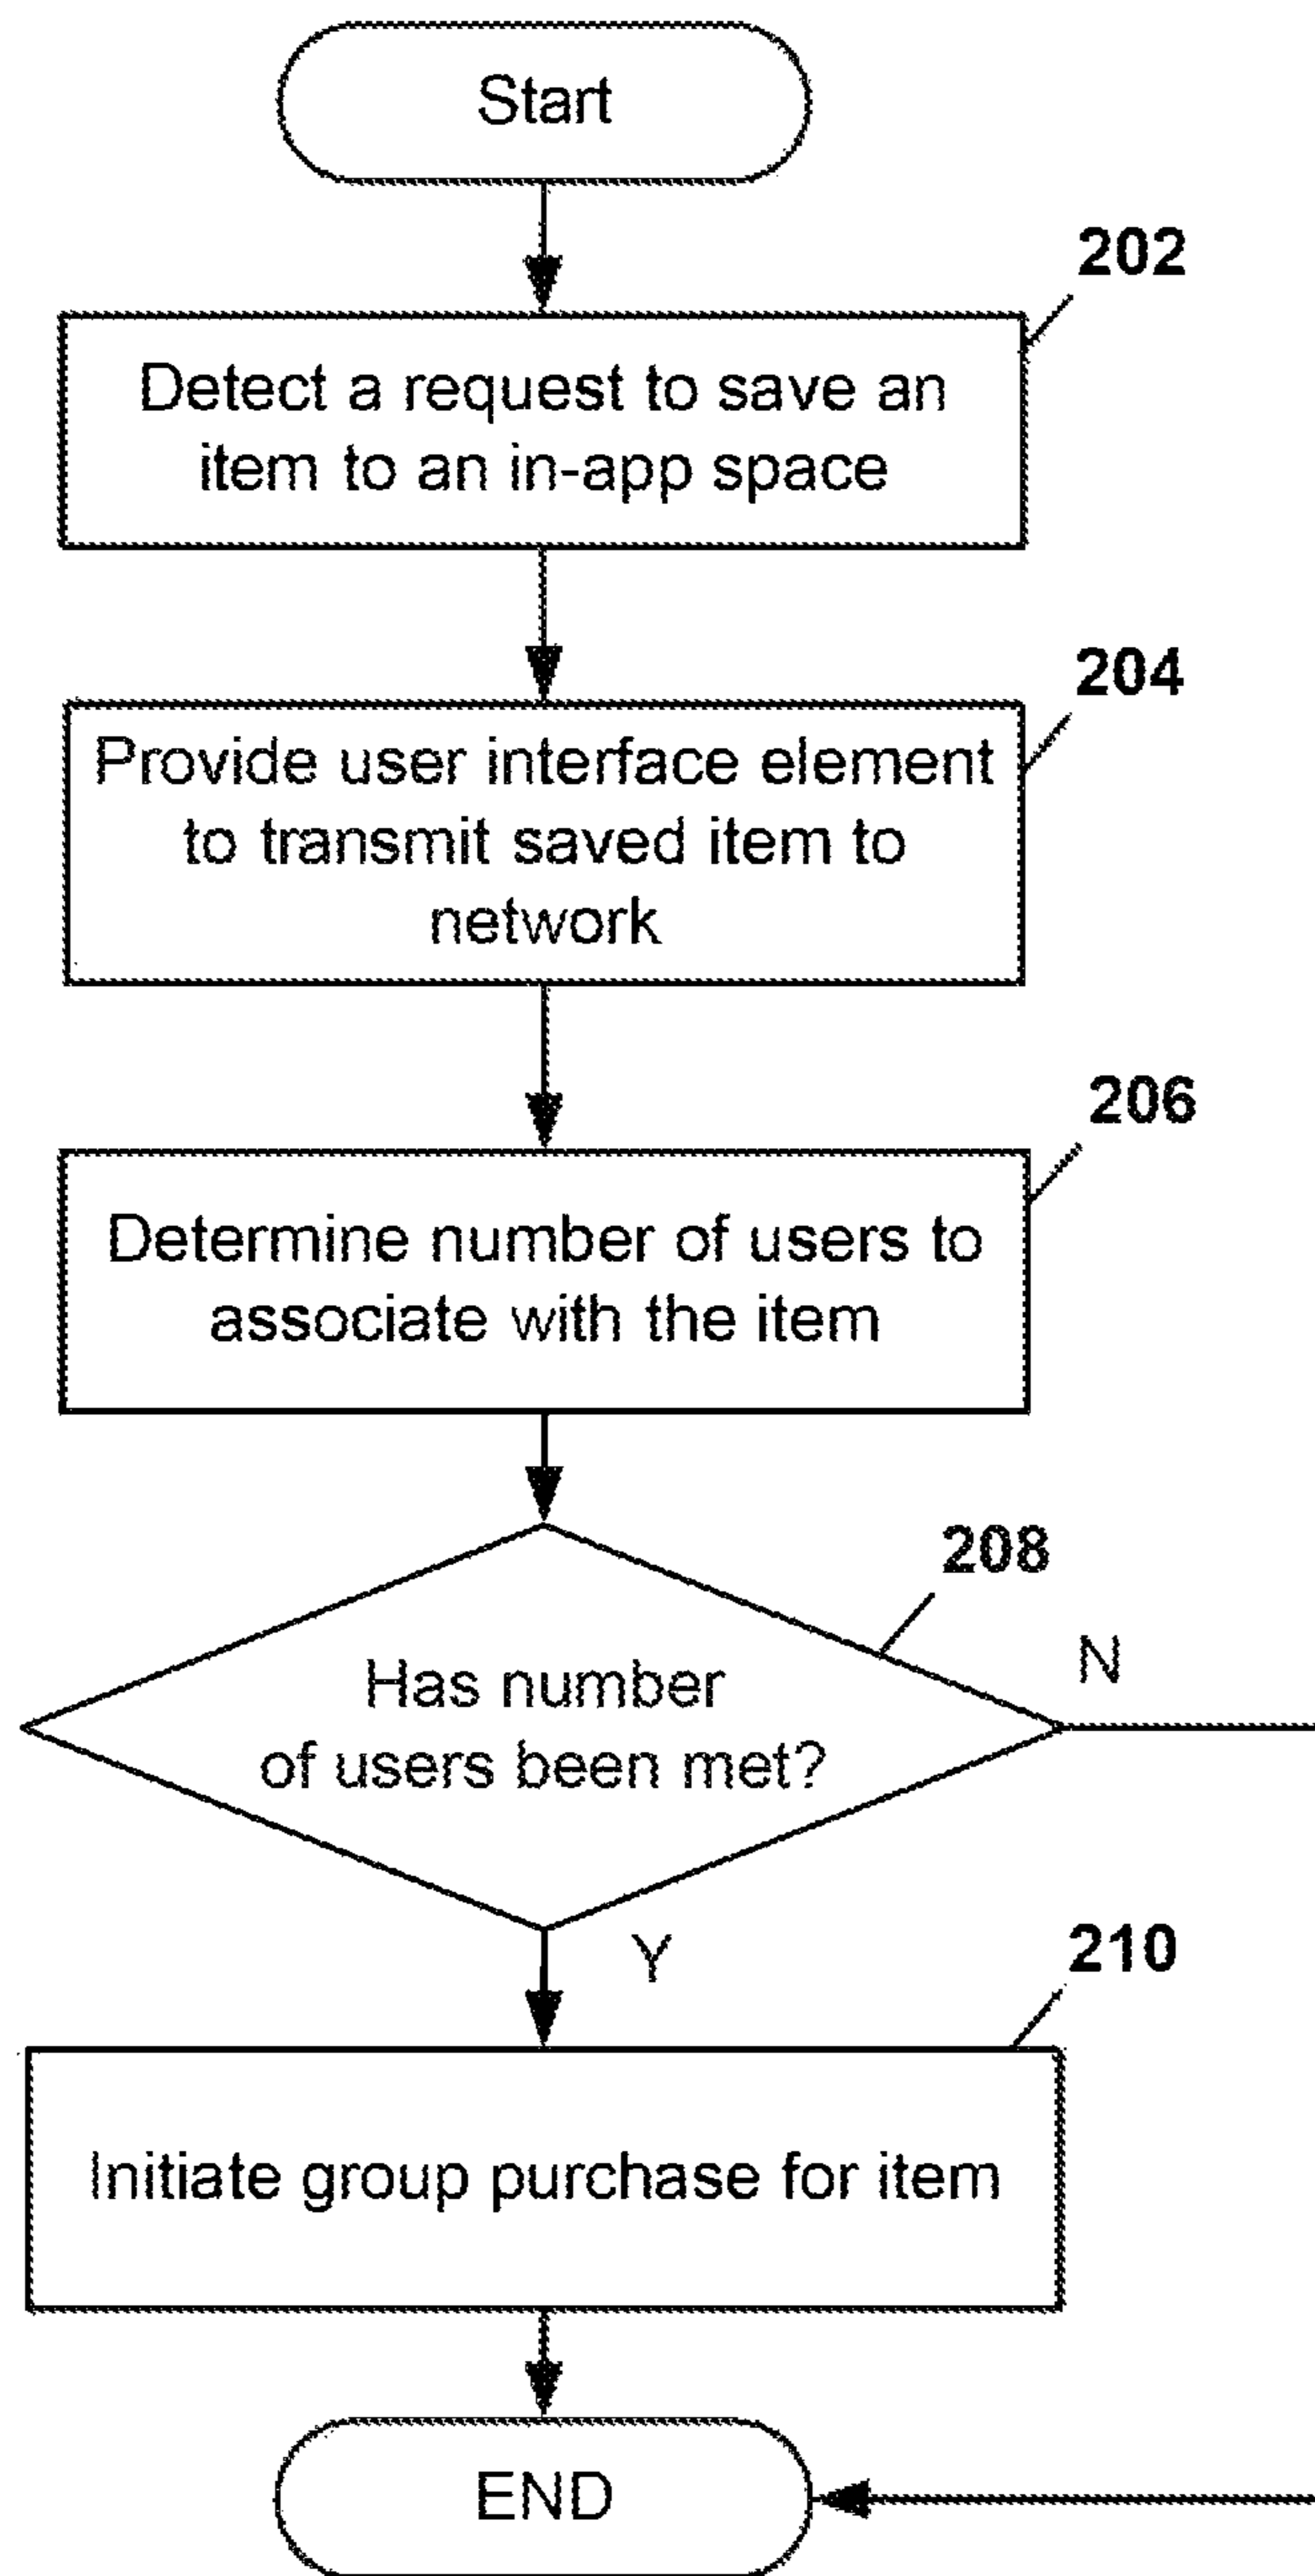 Start
202
Detect a request to save an
item to an in-app space
204
Provide user interface element
to transmit saved item to
network
206
Determine number of users to
associate with the item
208
Has number
of users been met?
N
Y
210
Initiate group purchase for item
END